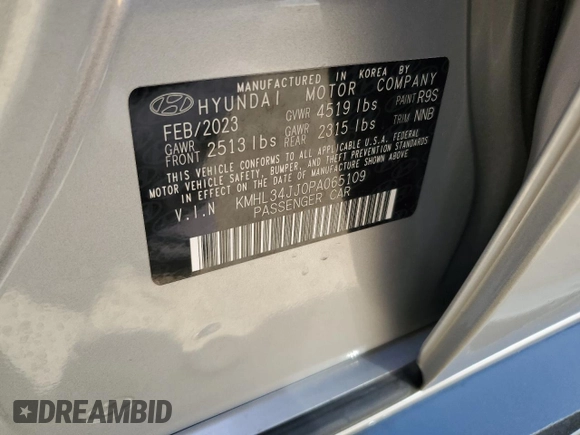 MANUFACTURED IN KOREA BY
HYUNDAI MOTOR COMPANY
FEB/2023 GVWR 4519 lbs PAINT R9S
GAWR FRONT 2513 lbs GAWR REAR 2315 lbs TRIM NNB
THIS VEHICLE CONFORMS TO ALL APPLICABLE U.S.A. FEDERAL
MOTOR VEHICLE SAFETY, BUMPER, AND THEFT PREVENTION STANDARDS
IN EFFECT ON THE DATE OF MANUFACTURE SHOWN ABOVE.
V.I.N KMHL34JJ0PA065109
PASSENGER CAR
DREAMBID